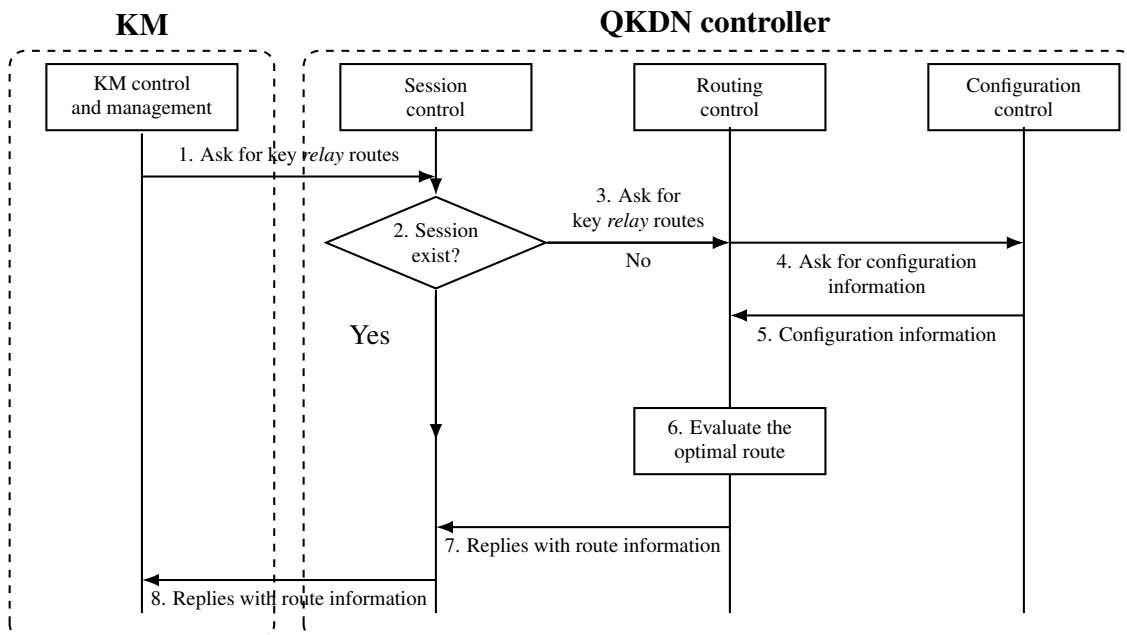 KM
QKDN controller
KM control
and management
Session
control
Routing
control
Configuration
control
1. Ask for key relay routes
2. Session
exist?
3. Ask for
key relay routes
No
4. Ask for configuration
information
5. Configuration information
Yes
6. Evaluate the
optimal route
7. Replies with route information
8. Replies with route information